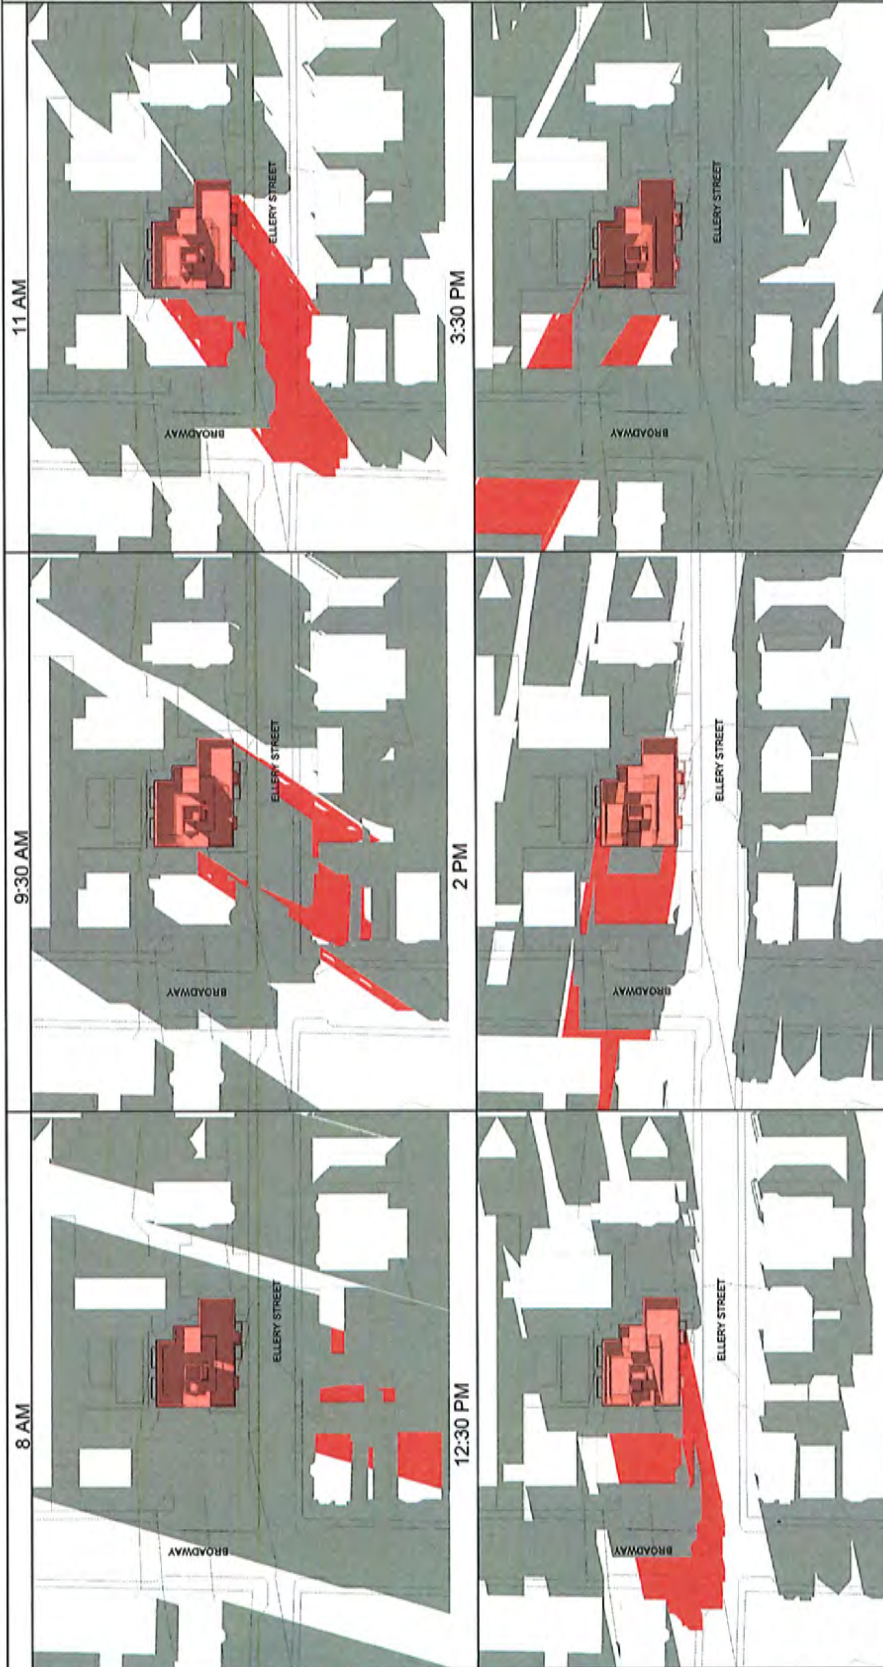 8 AM
BROADWAY
ELLERY STREET
9:30 AM
BROADWAY
ELLERY STREET
11 AM
BROADWAY
ELLERY STREET
12:30 PM
BROADWAY
ELLERY STREET
2 PM
BROADWAY
ELLERY STREET
3:30 PM
BROADWAY
ELLERY STREET